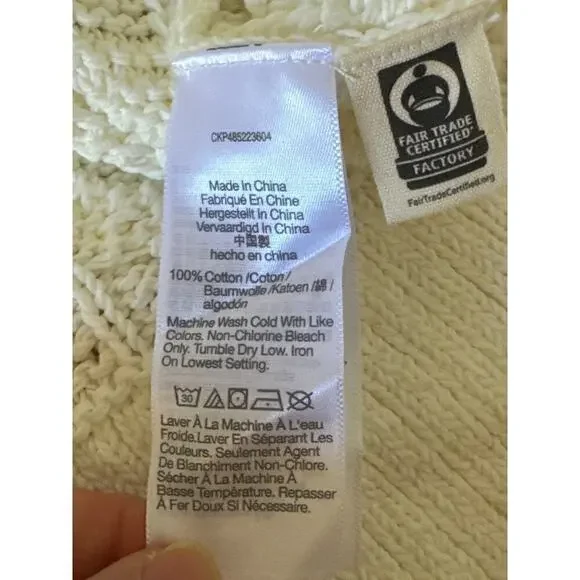 CKP485223604
Made in China
Fabriqué En Chine
Hergestellt In China
Vervaardigd In China
中国製
hecho en china
100% Cotton /Coton/
Baumwolle /Katoen /綿 /
algodón
Machine Wash Cold With Like
Colors. Non-Chlorine Bleach
Only. Tumble Dry Low. Iron
On Lowest Setting.
30
Laver À La Machine À L'eau
Froide.Laver En Séparant Les
Couleurs. Seulement Agent
De Blanchiment Non-Chlore.
Sécher À La Machine À
Basse Température. Repasser
À Fer Doux Si Nécessaire.
FAIR TRADE
CERTIFIED
FACTORY
FairTradeCertified.org